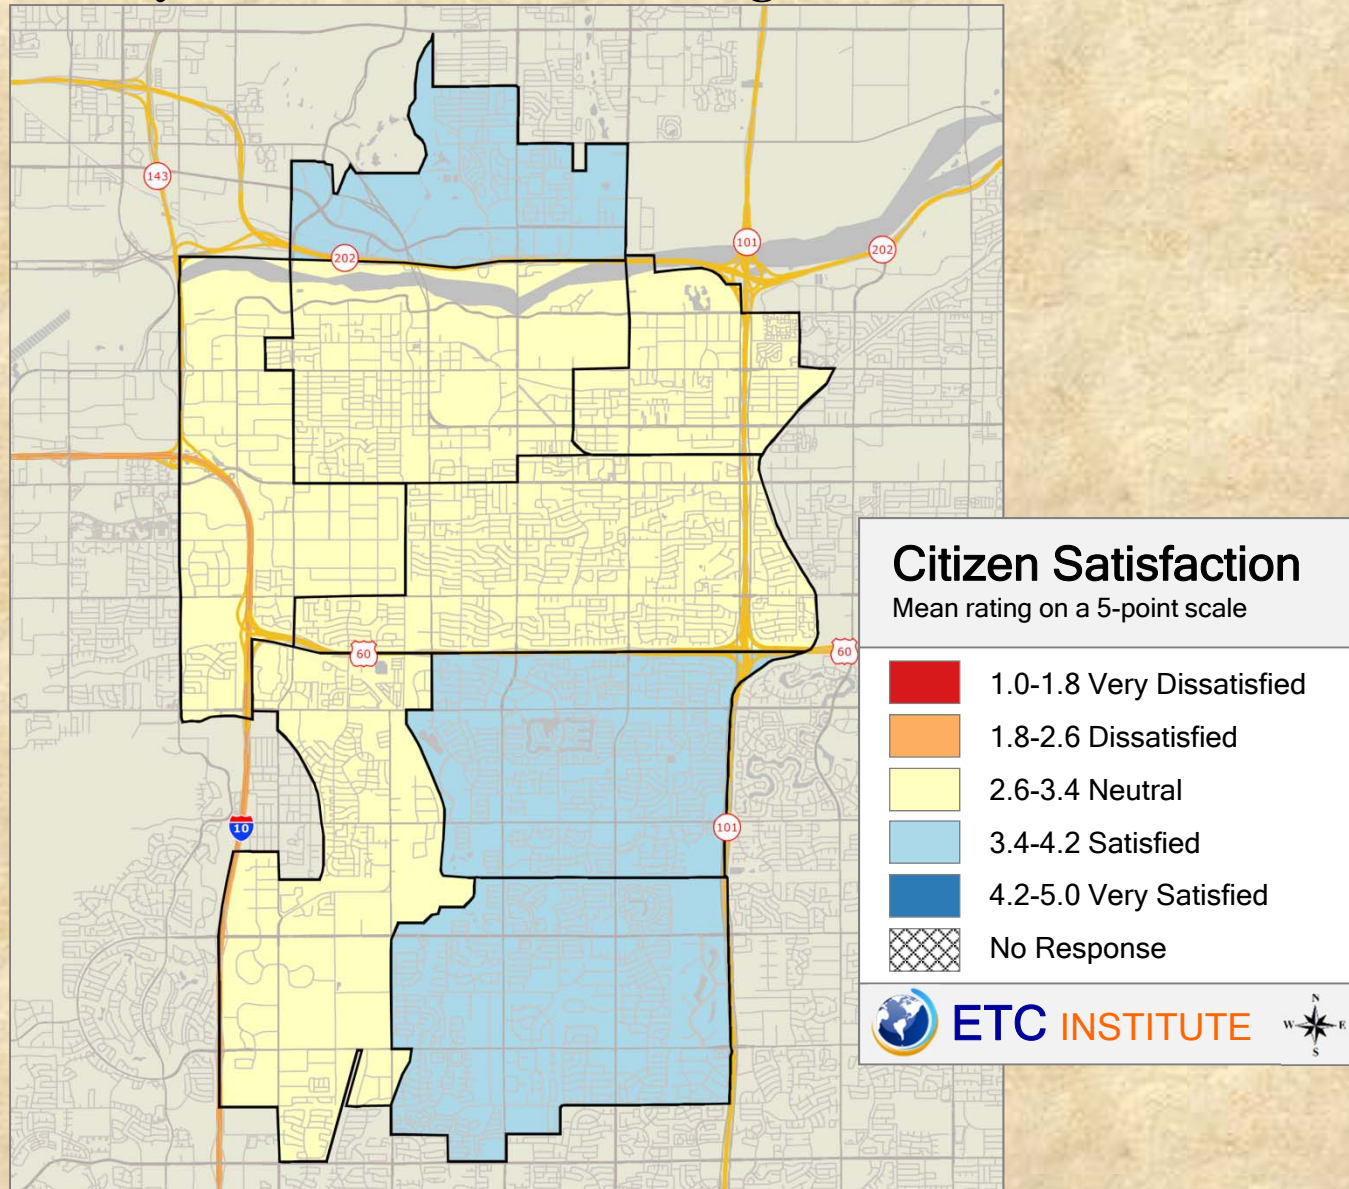 143
202
101
202
60
60
10
101
Citizen Satisfaction
Mean rating on a 5-point scale
1.0-1.8 Very Dissatisfied
1.8-2.6 Dissatisfied
2.6-3.4 Neutral
3.4-4.2 Satisfied
4.2-5.0 Very Satisfied
No Response
ETC INSTITUTE
N
W E
S